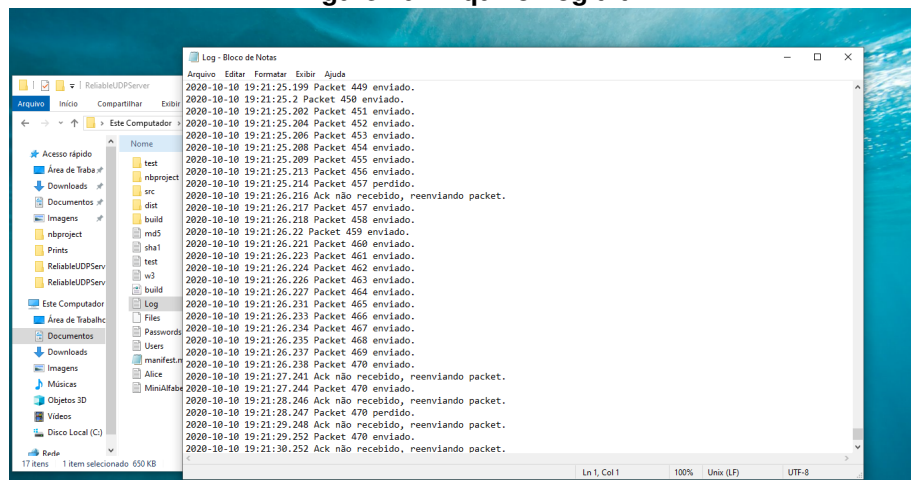 Log - Bloco de Notas
Arquivo Editar Formatar Exibir Ajuda
ReliableUDPServer
Arquivo Início Compartilhar Exibir
Este Computador
Nome
Acesso rápido
Área de Traba
Downloads
Documentos
Imagens
nbproject
Prints
ReliableUDPServ
ReliableUDPServ
Este Computador
Área de Trabalho
Documentos
Downloads
Imagens
Músicas
Objetos 3D
Vídeos
Disco Local (C:)
Rede
test
nbproject
src
dist
build
md5
sha1
test
w3
build
Log
Files
Passwords
Users
manifest.m
Alice
MiniAlfabe
17 itens 1 item selecionado 650 KB
2020-10-10 19:21:25.199 Packet 449 enviado.
2020-10-10 19:21:25.2 Packet 450 enviado.
2020-10-10 19:21:25.202 Packet 451 enviado.
2020-10-10 19:21:25.204 Packet 452 enviado.
2020-10-10 19:21:25.206 Packet 453 enviado.
2020-10-10 19:21:25.208 Packet 454 enviado.
2020-10-10 19:21:25.209 Packet 455 enviado.
2020-10-10 19:21:25.213 Packet 456 enviado.
2020-10-10 19:21:25.214 Packet 457 perdido.
2020-10-10 19:21:26.216 Ack não recebido, reenviando packet.
2020-10-10 19:21:26.217 Packet 457 enviado.
2020-10-10 19:21:26.218 Packet 458 enviado.
2020-10-10 19:21:26.22 Packet 459 enviado.
2020-10-10 19:21:26.221 Packet 460 enviado.
2020-10-10 19:21:26.223 Packet 461 enviado.
2020-10-10 19:21:26.224 Packet 462 enviado.
2020-10-10 19:21:26.226 Packet 463 enviado.
2020-10-10 19:21:26.227 Packet 464 enviado.
2020-10-10 19:21:26.231 Packet 465 enviado.
2020-10-10 19:21:26.233 Packet 466 enviado.
2020-10-10 19:21:26.234 Packet 467 enviado.
2020-10-10 19:21:26.235 Packet 468 enviado.
2020-10-10 19:21:26.237 Packet 469 enviado.
2020-10-10 19:21:26.238 Packet 470 enviado.
2020-10-10 19:21:27.241 Ack não recebido, reenviando packet.
2020-10-10 19:21:27.244 Packet 470 enviado.
2020-10-10 19:21:28.246 Ack não recebido, reenviando packet.
2020-10-10 19:21:28.247 Packet 470 perdido.
2020-10-10 19:21:29.248 Ack não recebido, reenviando packet.
2020-10-10 19:21:29.252 Packet 470 enviado.
2020-10-10 19:21:30.252 Ack não recebido, reenviando packet.
Ln 1, Col 1 100% Unix (LF) UTF-8